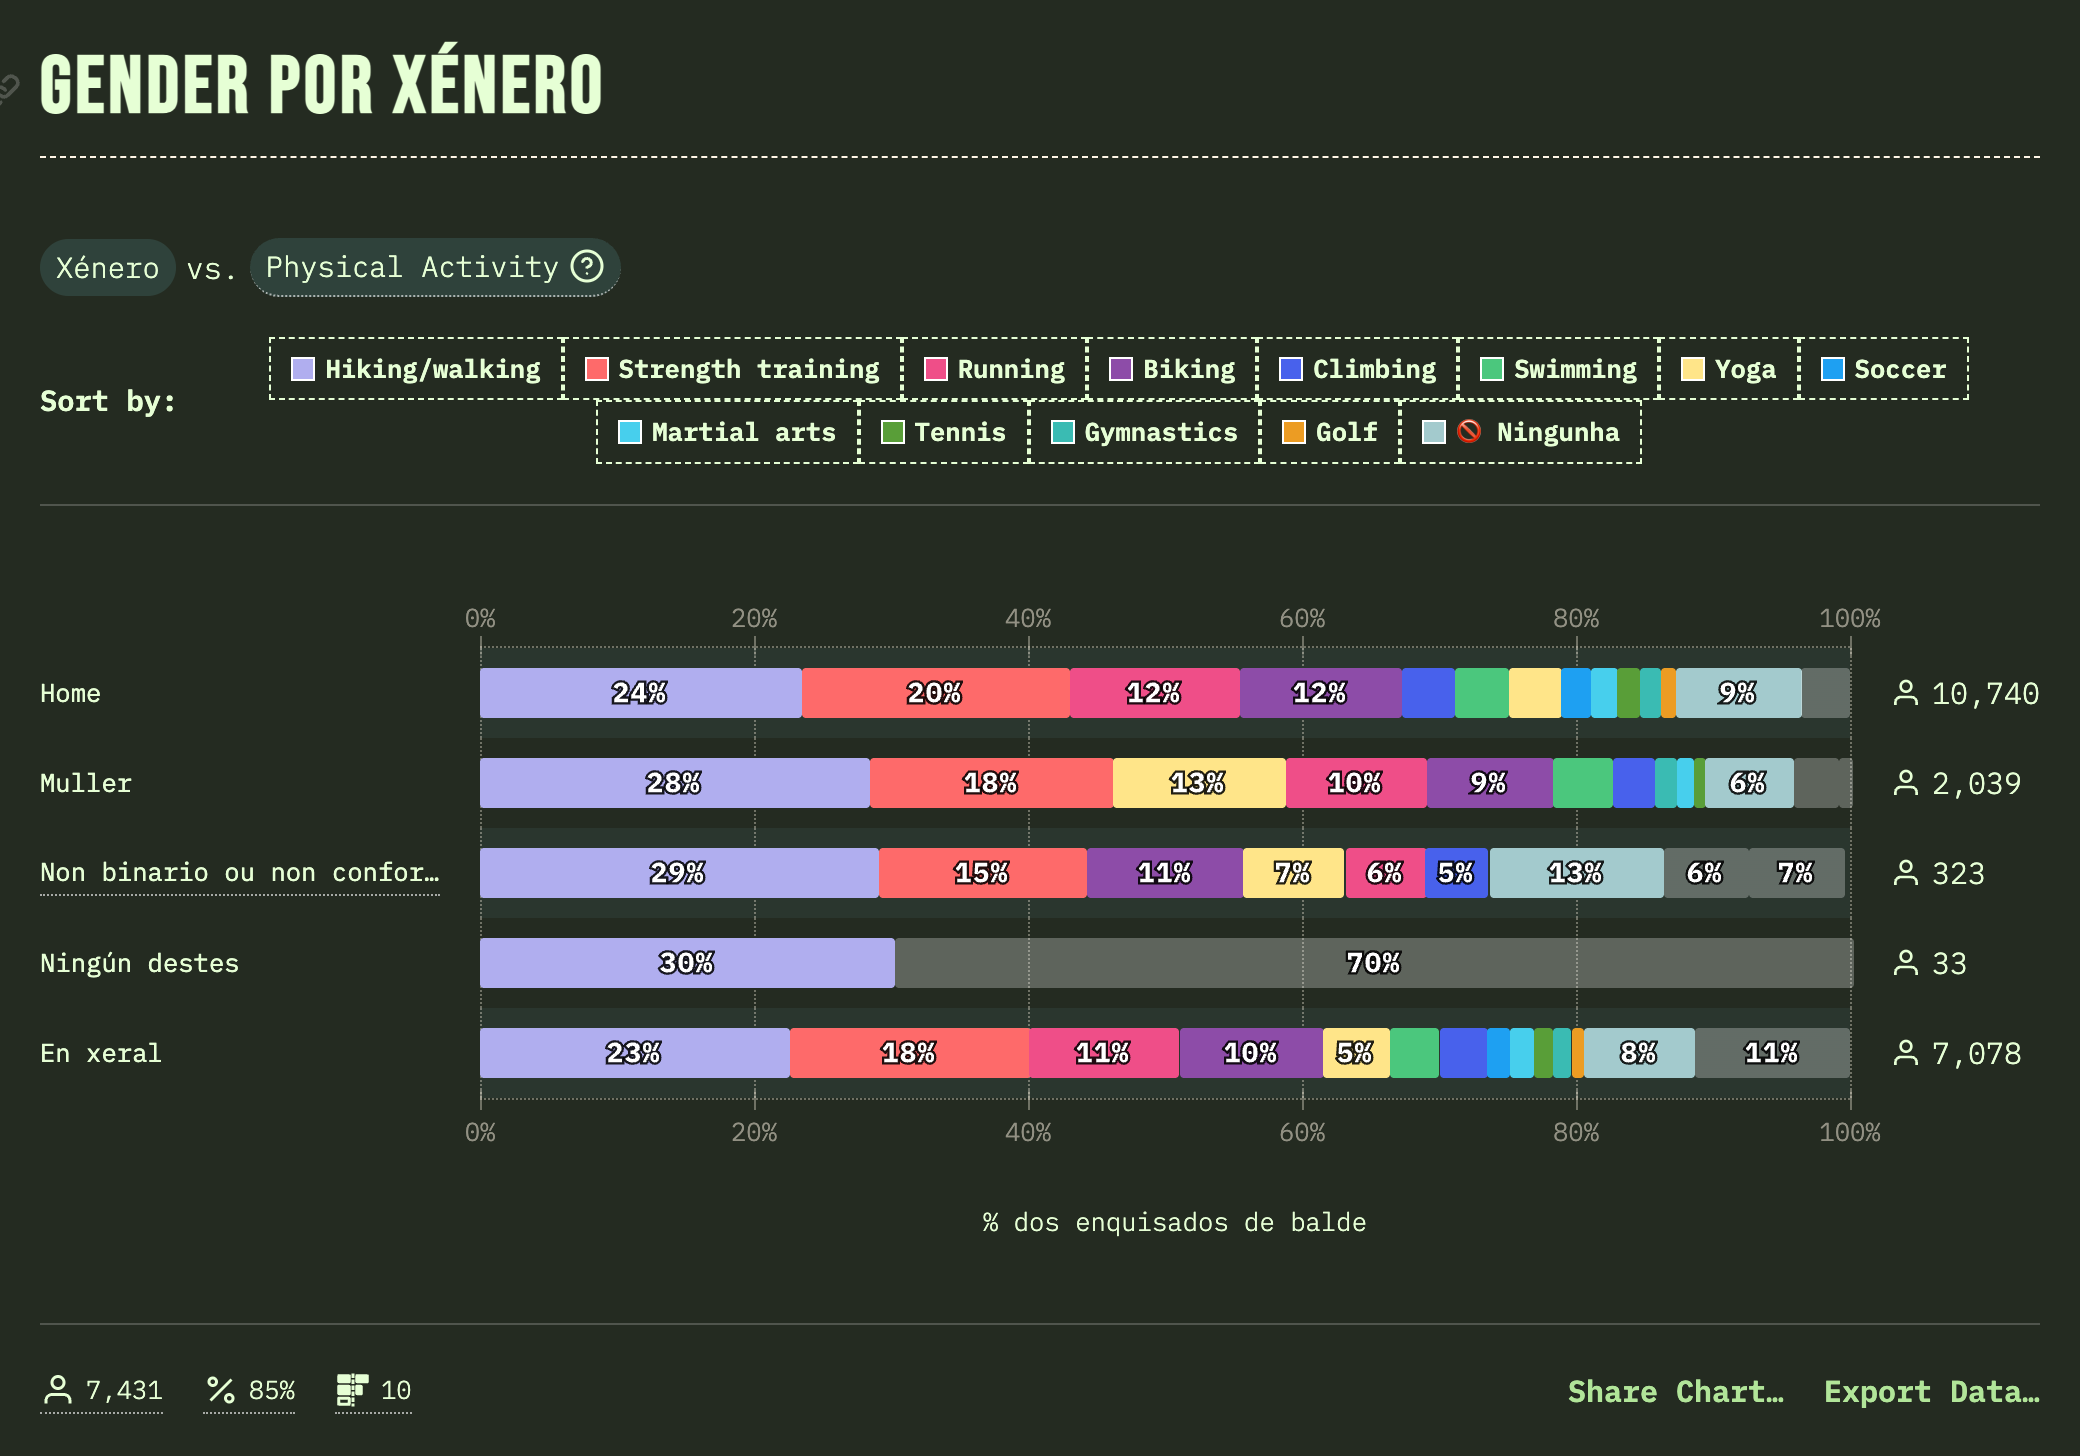 GENDER POR XÉNERO
Xénero vs. Physical Activity
Sort by:
Hiking/walking Strength training Running Biking Climbing Swimming Yoga Soccer
Martial arts Tennis Gymnastics Golf 🚫 Ningunha
0% 20% 40% 60% 80% 100%
Home 24% 20% 12% 12% 9% 10,740
Muller 28% 18% 13% 10% 9% 6% 2,039
Non binario ou non confor… 29% 15% 11% 7% 6% 5% 13% 6% 7% 323
Ningún destes 30% 70% 33
En xeral 23% 18% 11% 10% 5% 8% 11% 7,078
0% 20% 40% 60% 80% 100%
% dos enquisados de balde
7,431 85% 10 Share Chart… Export Data…